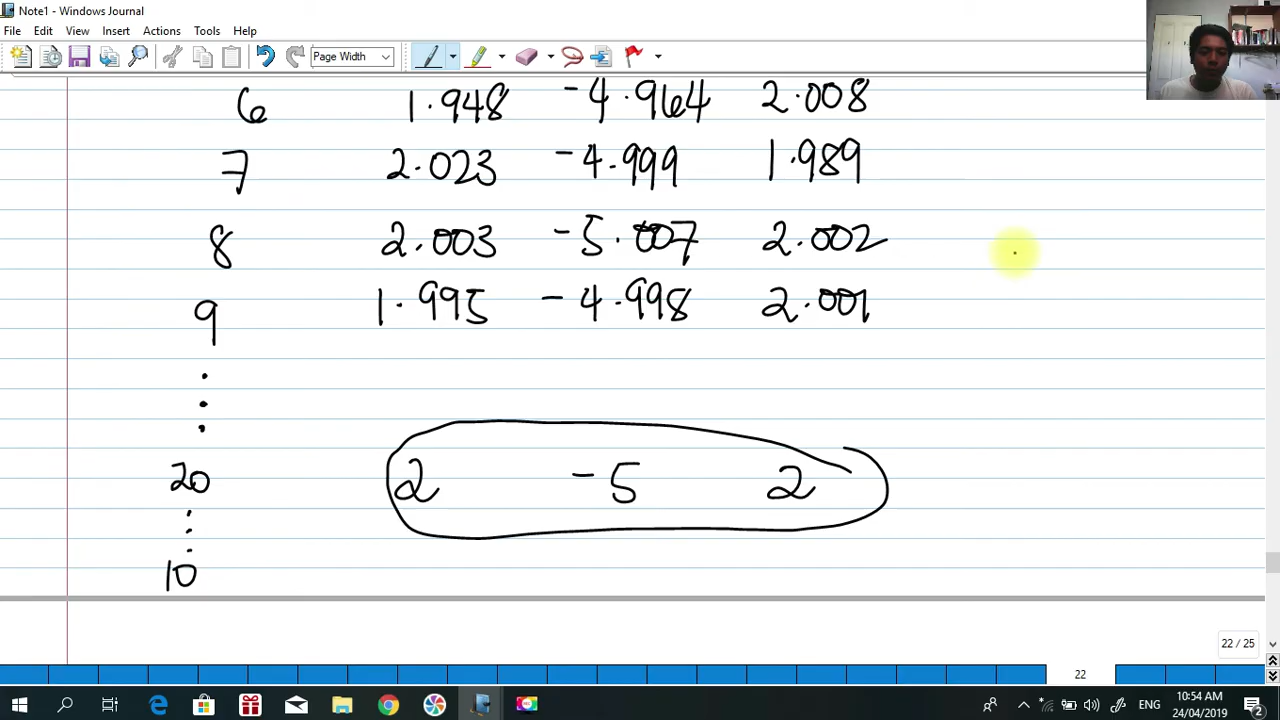 Note1 - Windows Journal
File Edit View Insert Actions Tools Help
Page Width
6 1.948 -4.964 2.008
7 2.023 -4.999 1.989
8 2.003 -5.007 2.002
9 1.995 -4.998 2.001
20 2 -5 2
10
22 / 25
22
ENG
10:54 AM
24/04/2019
2